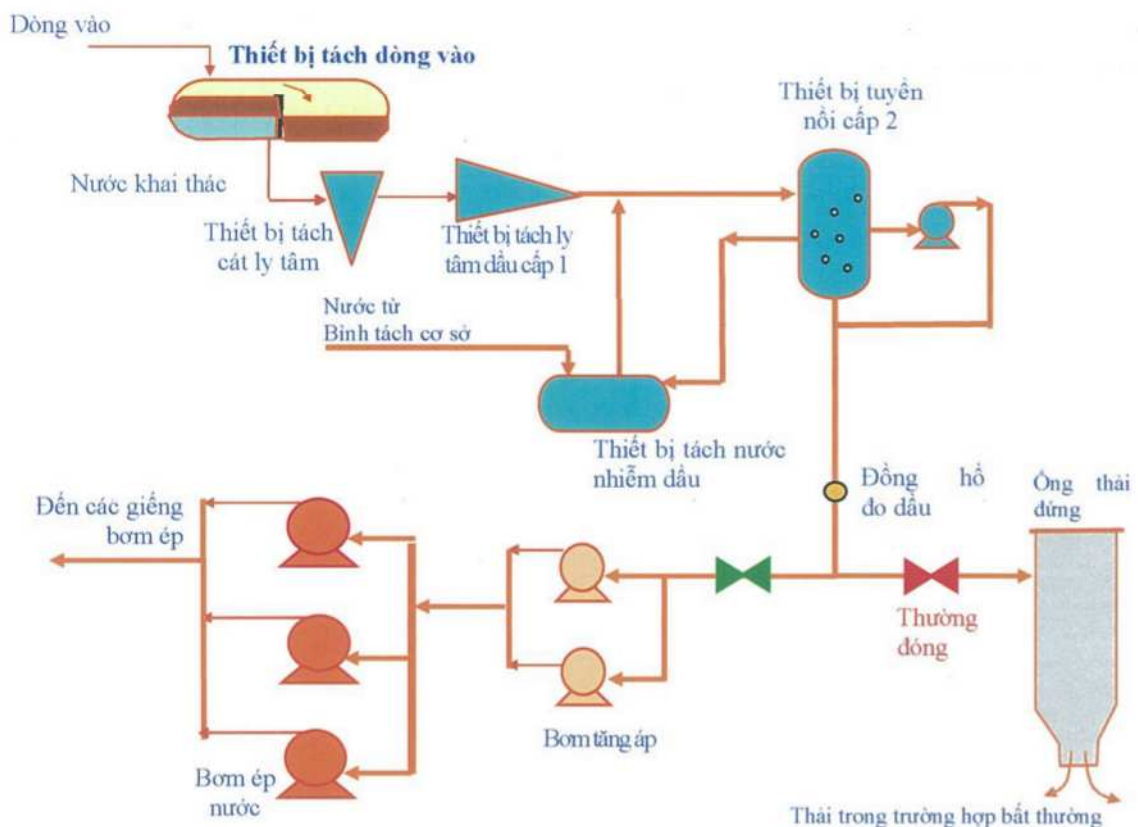 Dòng vào
Thiết bị tách dòng vào
Thiết bị tuyển
nồi cấp 2
Nước khai thác
Thiết bị tách
cát ly tâm
Thiết bị tách ly
tâm dầu cấp 1
Nước từ
Bình tách cơ sở
Thiết bị tách nước
nhiễm dầu
Đồng hồ
đo dầu
Ông thải
đứng
Đến các giếng
bơm ép
Thường
đóng
Bơm tăng áp
Bơm ép
nước
Thải trong trường hợp bất thường